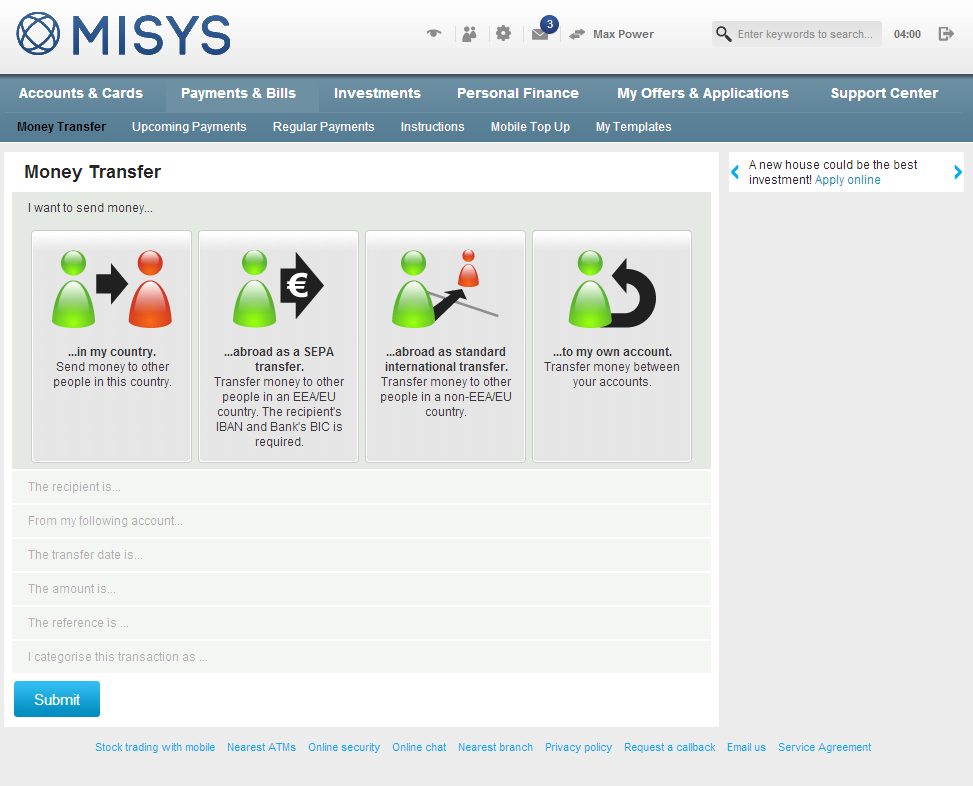 MISYS
3
Max Power
Enter keywords to search...
04:00
Accounts & Cards
Payments & Bills
Investments
Personal Finance
My Offers & Applications
Support Center
Money Transfer
Upcoming Payments
Regular Payments
Instructions
Mobile Top Up
My Templates
Money Transfer
A new house could be the best
investment! Apply online
I want to send money...
€
...in my country.
Send money to other
people in this country.
...abroad as a SEPA
transfer.
Transfer money to other
people in an EEA/EU
country. The recipient's
IBAN and Bank's BIC is
required.
...abroad as standard
international transfer.
Transfer money to other
people in a non-EEA/EU
country.
...to my own account.
Transfer money between
your accounts.
The recipient is...
From my following account...
The transfer date is...
The amount is...
The reference is ...
I categorise this transaction as ...
Submit
Stock trading with mobile
Nearest ATMs
Online security
Online chat
Nearest branch
Privacy policy
Request a callback
Email us
Service Agreement